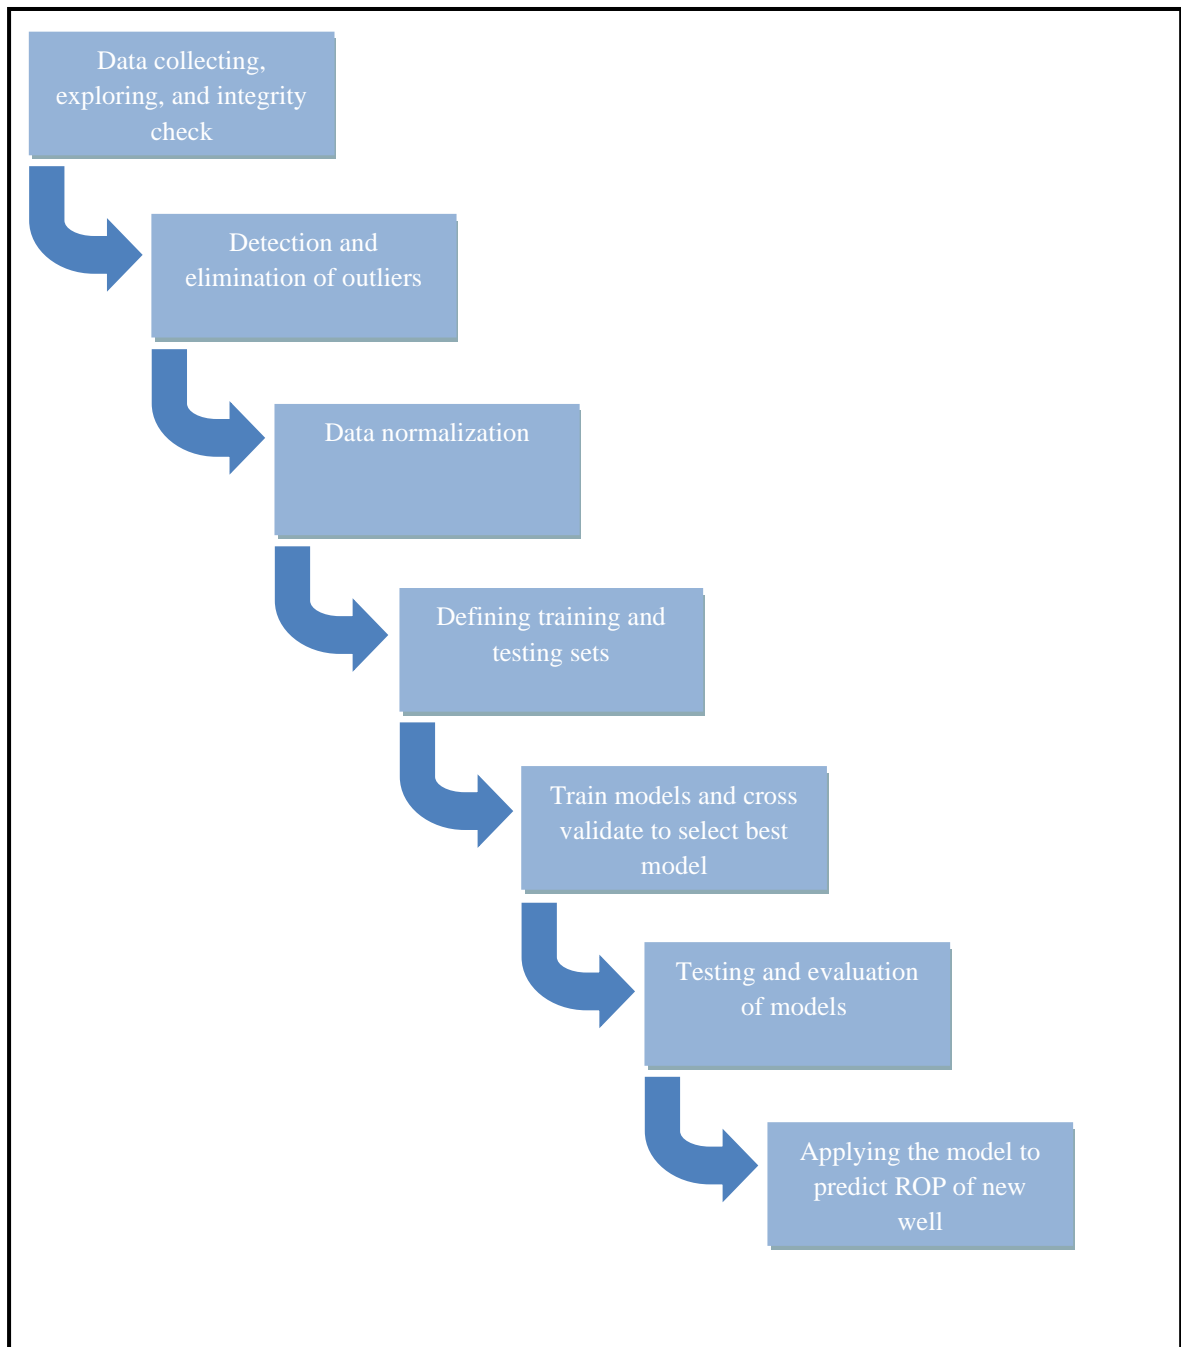 Data collecting,
exploring, and integrity
check
Detection and
elimination of outliers
Data normalization
Defining training and
testing sets
Train models and cross
validate to select best
model
Testing and evaluation
of models
Applying the model to
predict ROP of new
well